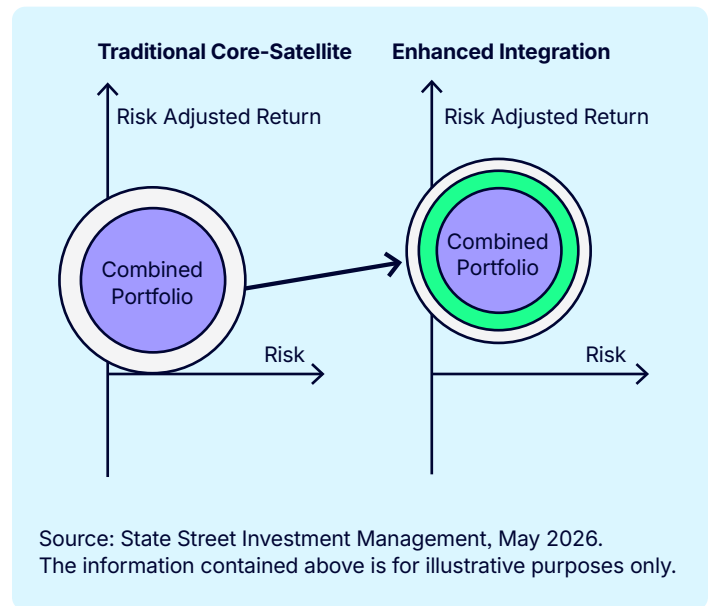 Traditional Core-Satellite
Enhanced Integration
Risk Adjusted Return
Risk Adjusted Return
Combined
Portfolio
Combined
Portfolio
Risk
Risk
Source: State Street Investment Management, May 2026.
The information contained above is for illustrative purposes only.